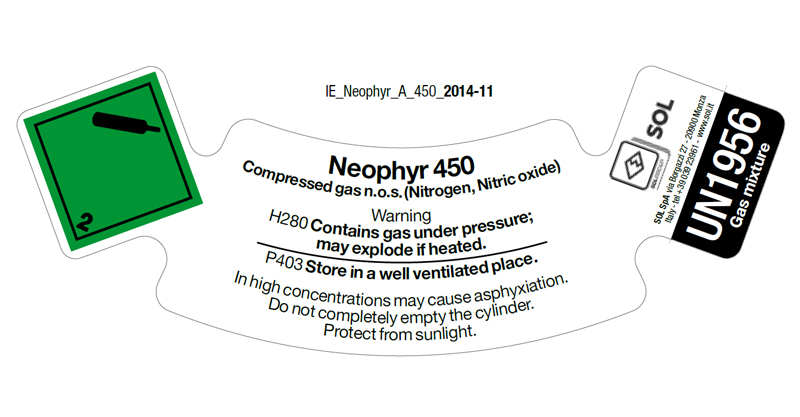 IE_Neophyr_A_450_2014-11
2
Neophyr 450
Compressed gas n.o.s. (Nitrogen, Nitric oxide)
Warning
H280 Contains gas under pressure;
may explode if heated.
P403 Store in a well ventilated place.
In high concentrations may cause asphyxiation.
Do not completely empty the cylinder.
Protect from sunlight.
SOL
SOL SpA via Borgazzi 27 - 20900 Monza
Italy - tel +39 039 23961 - www.sol.it
UN1956
Gas mixture